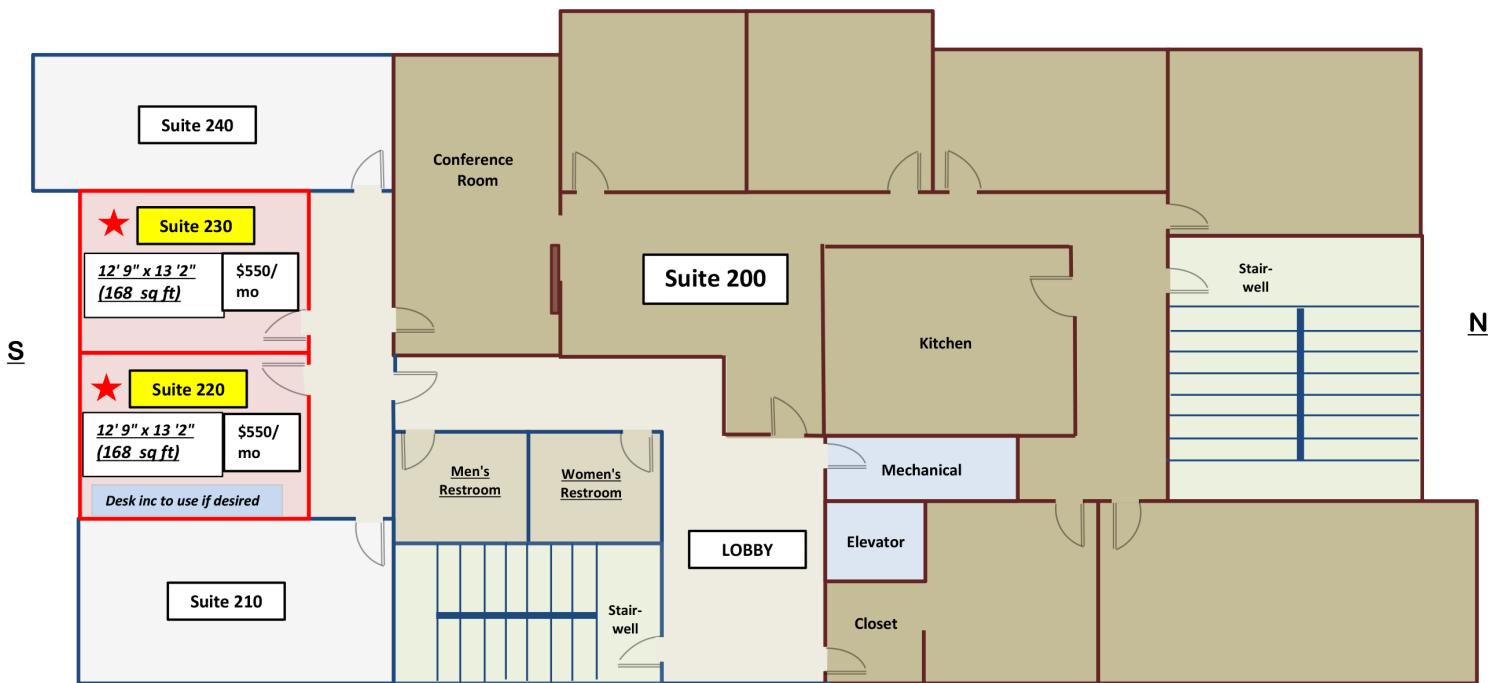 Suite 240
Conference
Room
Suite 230
12' 9" x 13 '2"
(168  sq ft)
$550/
mo
Suite 200
Stair-
well
Kitchen
S
N
Suite 220
12' 9" x 13 '2"
(168  sq ft)
$550/
mo
Desk inc to use if desired
Men's
Restroom
Women's
Restroom
Mechanical
LOBBY
Elevator
Suite 210
Stair-
well
Closet